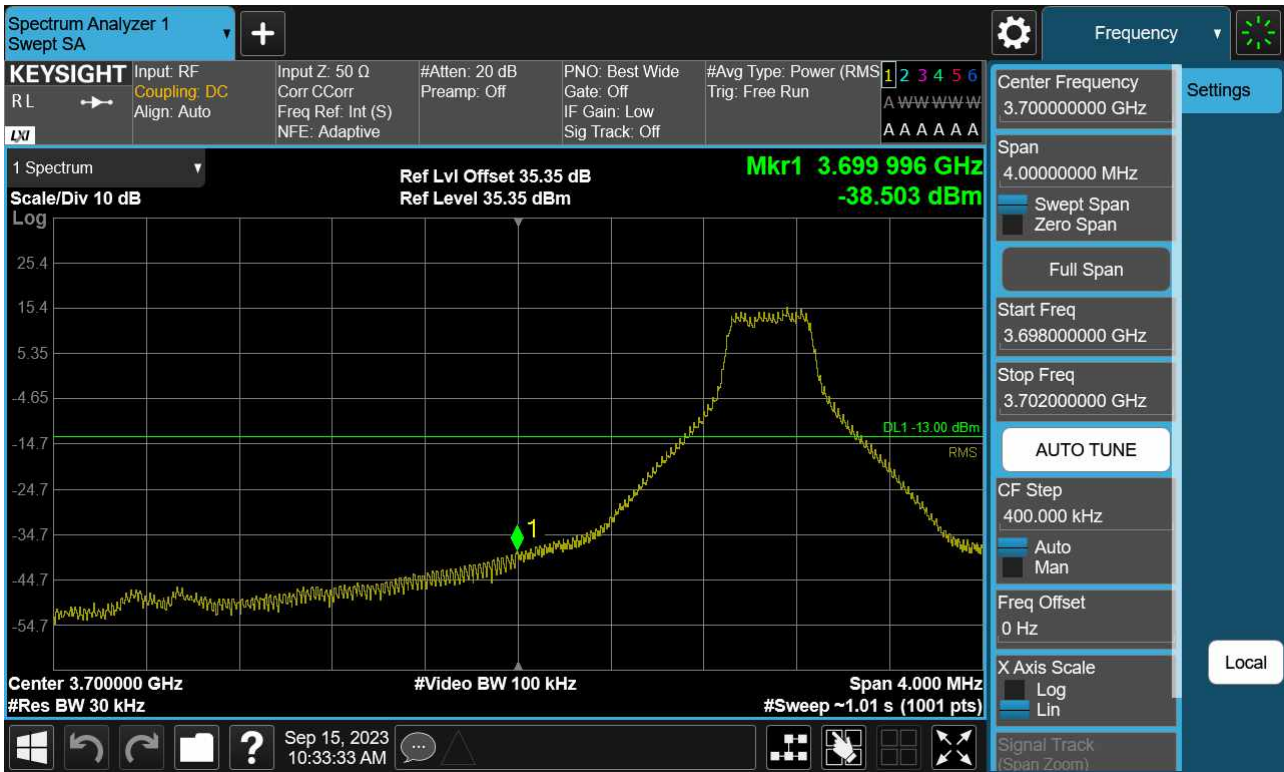 Spectrum Analyzer 1
Swept SA
+
Frequency
KEYSIGHT
RL
LXI
Input: RF
Coupling: DC
Align: Auto
Input Z: 50 Ω
Corr CCorr
Freq Ref: Int (S)
NFE: Adaptive
#Atten: 20 dB
Preamp: Off
PNO: Best Wide
Gate: Off
IF Gain: Low
Sig Track: Off
#Avg Type: Power (RMS
Trig: Free Run
1 2 3 4 5 6
A W W W W W
A A A A A A
1 Spectrum
Scale/Div 10 dB
Log
Ref Lvl Offset 35.35 dB
Ref Level 35.35 dBm
Mkr1 3.699 996 GHz
-38.503 dBm
25.4
15.4
5.35
-4.65
-14.7
-24.7
-34.7
-44.7
-54.7
DL1 -13.00 dBm
RMS
1
Center 3.700000 GHz
#Res BW 30 kHz
#Video BW 100 kHz
Span 4.000 MHz
#Sweep ~1.01 s (1001 pts)
Center Frequency
3.700000000 GHz
Span
4.00000000 MHz
Swept Span
Zero Span
Full Span
Start Freq
3.698000000 GHz
Stop Freq
3.702000000 GHz
AUTO TUNE
CF Step
400.000 kHz
Auto
Man
Freq Offset
0 Hz
X Axis Scale
Log
Lin
Signal Track
(Span Zoom)
Settings
Local
?
Sep 15, 2023
10:33:33 AM